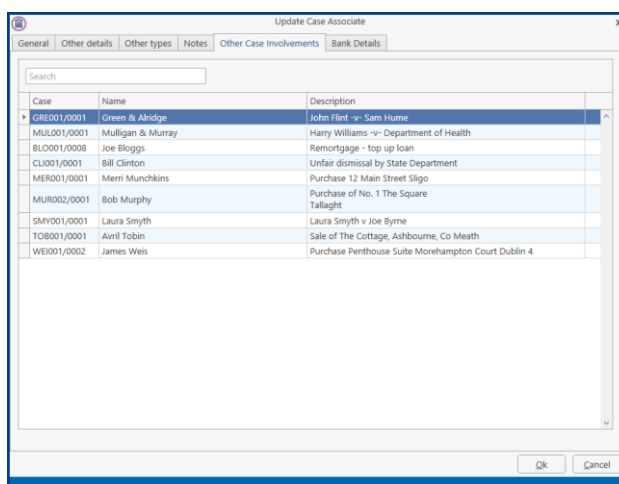 Update Case Associate
General Other details Other types Notes Other Case Involvements Bank Details
Search
Case Name Description
GRE001/0001 Green & Alridge John Flint -v- Sam Hume
MUL001/0001 Mulligan & Murray Harry Williams -v- Department of Health
BLO001/0008 Joe Bloggs Remortgage - top up loan
CLI001/0001 Bill Clinton Unfair dismissal by State Department
MER001/0001 Merri Munchkins Purchase 12 Main Street Sligo
MUR002/0001 Bob Murphy Purchase of No. 1 The Square
Tallaght
SMY001/0001 Laura Smyth Laura Smyth v Joe Byrne
TOB001/0001 Avril Tobin Sale of The Cottage, Ashbourne, Co Meath
WEI001/0002 James Weis Purchase Penthouse Suite Morehampton Court Dublin 4
Ok Cancel